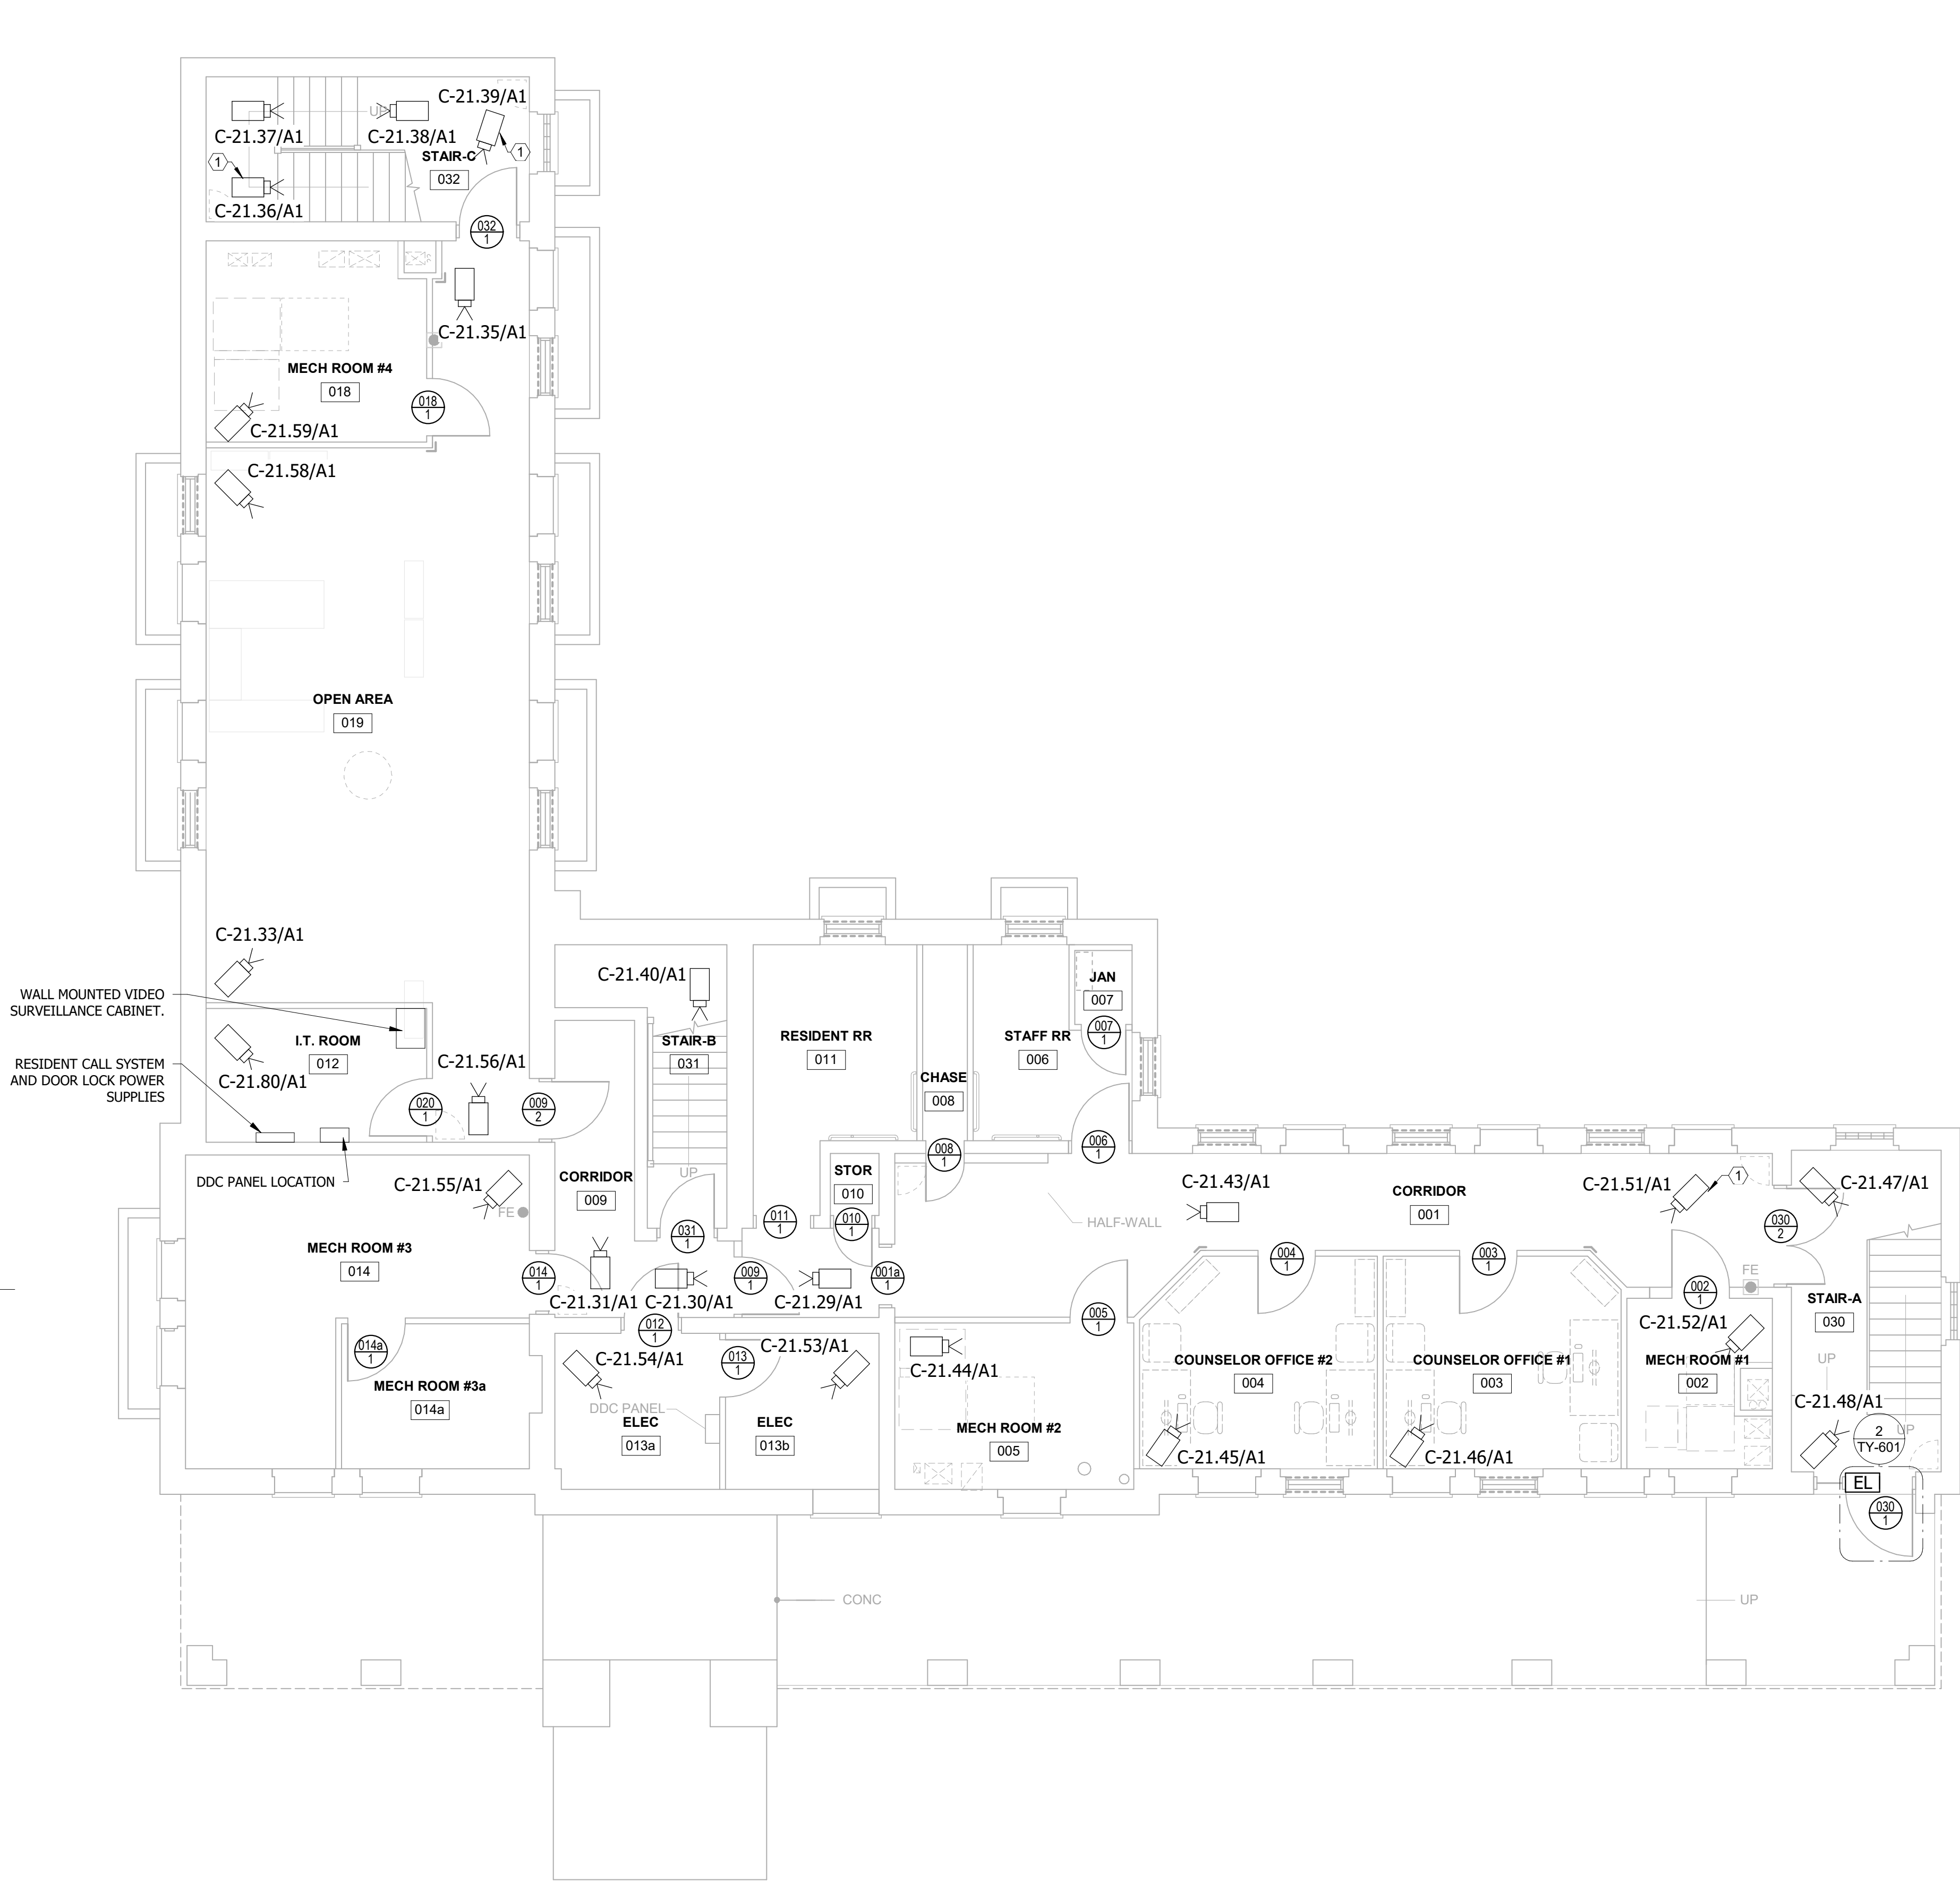 C-21.39/A1
UP
C-21.37/A1
C-21.38/A1
1
STAIR-C
032
1
C-21.36/A1
032
1
C-21.35/A1
MECH ROOM #4
018
018
1
C-21.59/A1
C-21.58/A1
OPEN AREA
019
C-21.33/A1
WALL MOUNTED VIDEO
SURVEILLANCE CABINET.
C-21.40/A1
JAN
007
I.T. ROOM
012
STAIR-B
031
RESIDENT RR
011
STAFF RR
006
007
1
RESIDENT CALL SYSTEM
AND DOOR LOCK POWER
SUPPLIES
C-21.80/A1
C-21.56/A1
CHASE
008
020
1
009
2
006
1
008
1
UP
STOR
010
DDC PANEL LOCATION
C-21.55/A1
FE
CORRIDOR
009
C-21.43/A1
CORRIDOR
001
C-21.51/A1
1
C-21.47/A1
HALF-WALL
011
1
010
1
031
1
030
2
MECH ROOM #3
014
004
1
003
1
014
1
009
1
001a
1
FE
002
1
C-21.31/A1
C-21.30/A1
C-21.29/A1
STAIR-A
030
005
1
012
1
C-21.52/A1
014a
1
C-21.54/A1
013
1
C-21.53/A1
C-21.44/A1
COUNSELOR OFFICE #2
004
COUNSELOR OFFICE #1
003
MECH ROOM #1
002
UP
MECH ROOM #3a
014a
DDC PANEL
ELEC
013a
ELEC
013b
MECH ROOM #2
005
C-21.48/A1
C-21.45/A1
C-21.46/A1
2
TY-601
UP
EL
030
1
CONC
UP